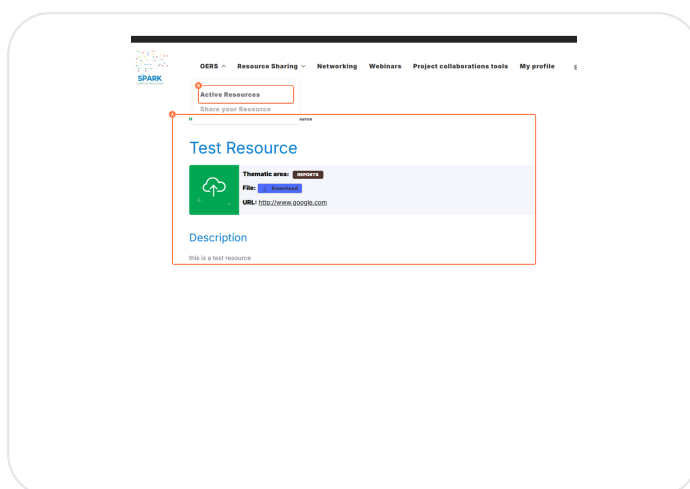 SPARK
OERS Resource Sharing Networking Webinars Project collaborations tools My profile E
B
Active Resources
Share your Resource
A
Test Resource
Thematic area: REPORTS
File: Download
URL: http://www.google.com
Description
this is a test resource